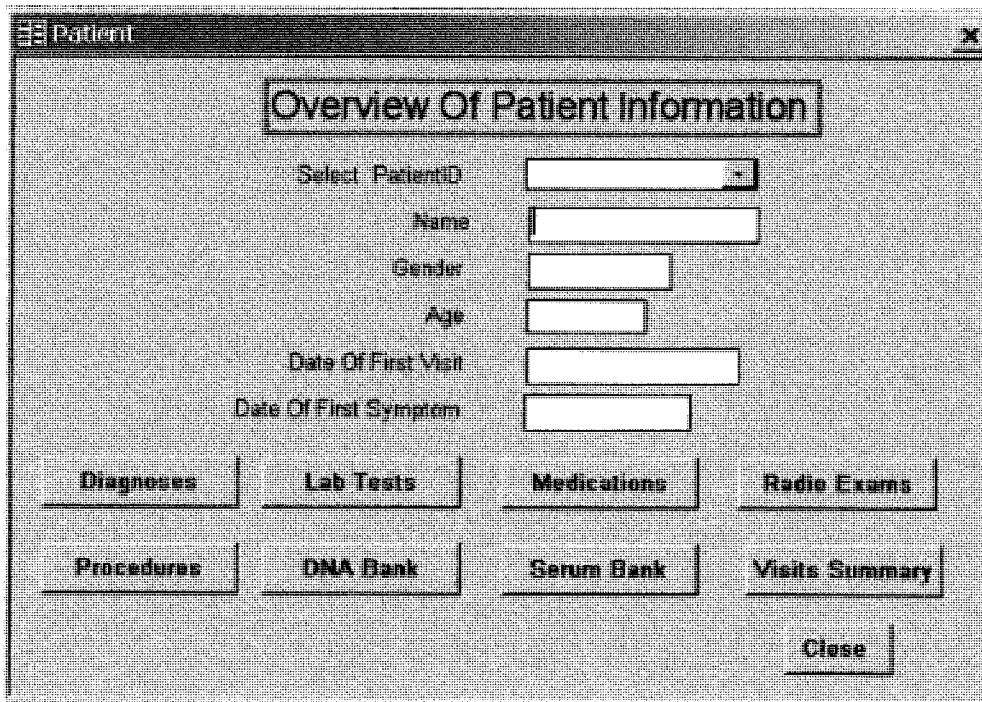 Patient
Overview Of Patient Information
Select PatientID
Name
Gender
Age
Date Of First Visit
Date Of First Symptom
Diagnoses Lab Tests Medications Radio Exams
Procedures DNA Bank Serum Bank Visits Summary
Close